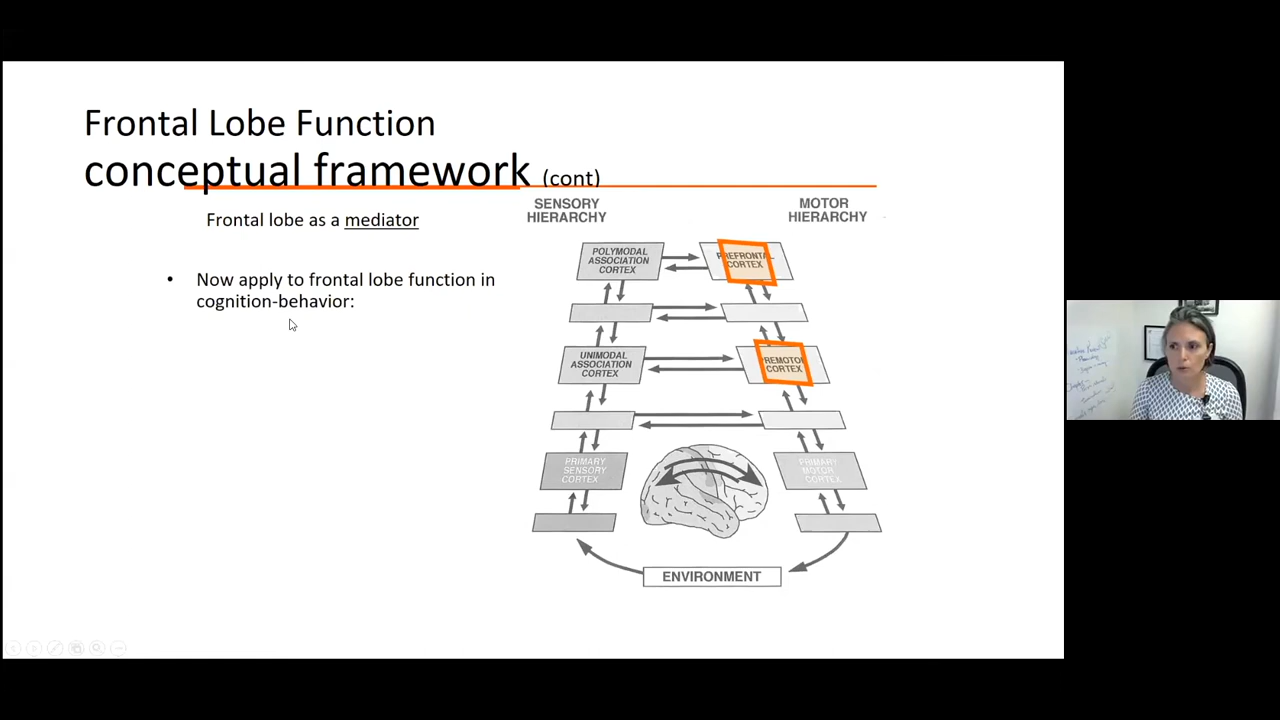 Frontal Lobe Function
conceptual framework (cont)
Frontal lobe as a mediator
• Now apply to frontal lobe function in
cognition-behavior:
SENSORY
HIERARCHY
MOTOR
HIERARCHY
POLYMODAL
ASSOCIATION
CORTEX
PREFRONTAL
CORTEX
UNIMODAL
ASSOCIATION
CORTEX
REMOTOR
CORTEX
PRIMARY
SENSORY
CORTEX
PRIMARY
MOTOR
CORTEX
ENVIRONMENT